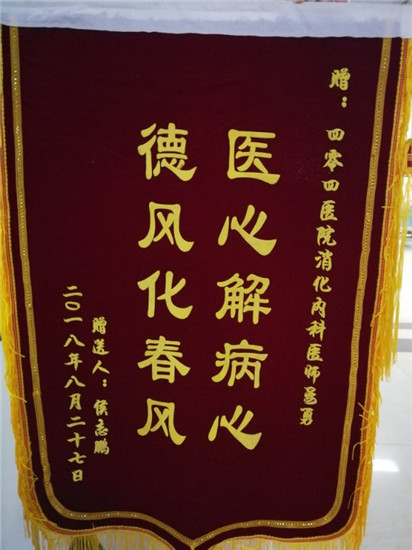 赠：四零四医院消化内科医师晏勇
医心解病心
德风化春风
赠送人：侯志鹏
二〇一八年八月二十七日